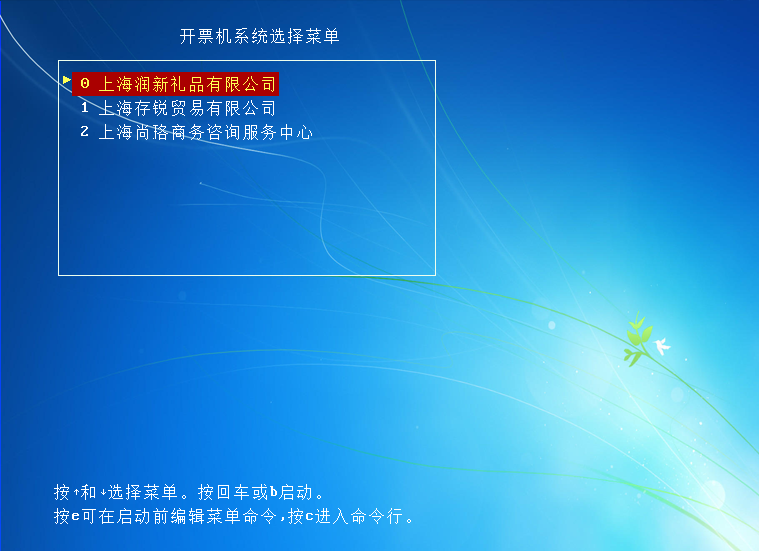 开票机系统选择菜单
0 上海润新礼品有限公司
1 上海存锐贸易有限公司
2 上海尚珞商务咨询服务中心
按↑和↓选择菜单。按回车或b启动。
按e可在启动前编辑菜单命令,按c进入命令行。